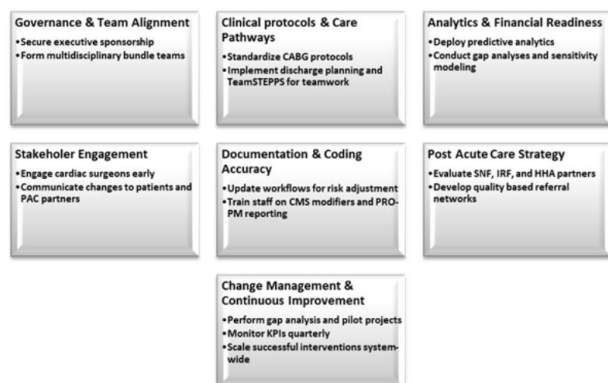 Governance & Team Alignment
•Secure executive sponsorship
•Form multidisciplinary bundle teams
Clinical protocols & Care
Pathways
•Standardize CABG protocols
•Implement discharge planning and
TeamSTEPPS for teamwork
Analytics & Financial Readiness
•Deploy predictive analytics
•Conduct gap analyses and sensitivity
modeling
Stakeholer Engagement
•Engage cardiac surgeons early
•Communicate changes to patients and
PAC partners
Documentation & Coding
Accuracy
•Update workflows for risk adjustment
•Train staff on CMS modifiers and PRO-
PM reporting
Post Acute Care Strategy
•Evaluate SNF, IRF, and HHA partners
•Develop quality based referral
networks
Change Management &
Continuous Improvement
•Perform gap analysis and pilot projects
•Monitor KPIs quarterly
•Scale successful interventions system-
wide